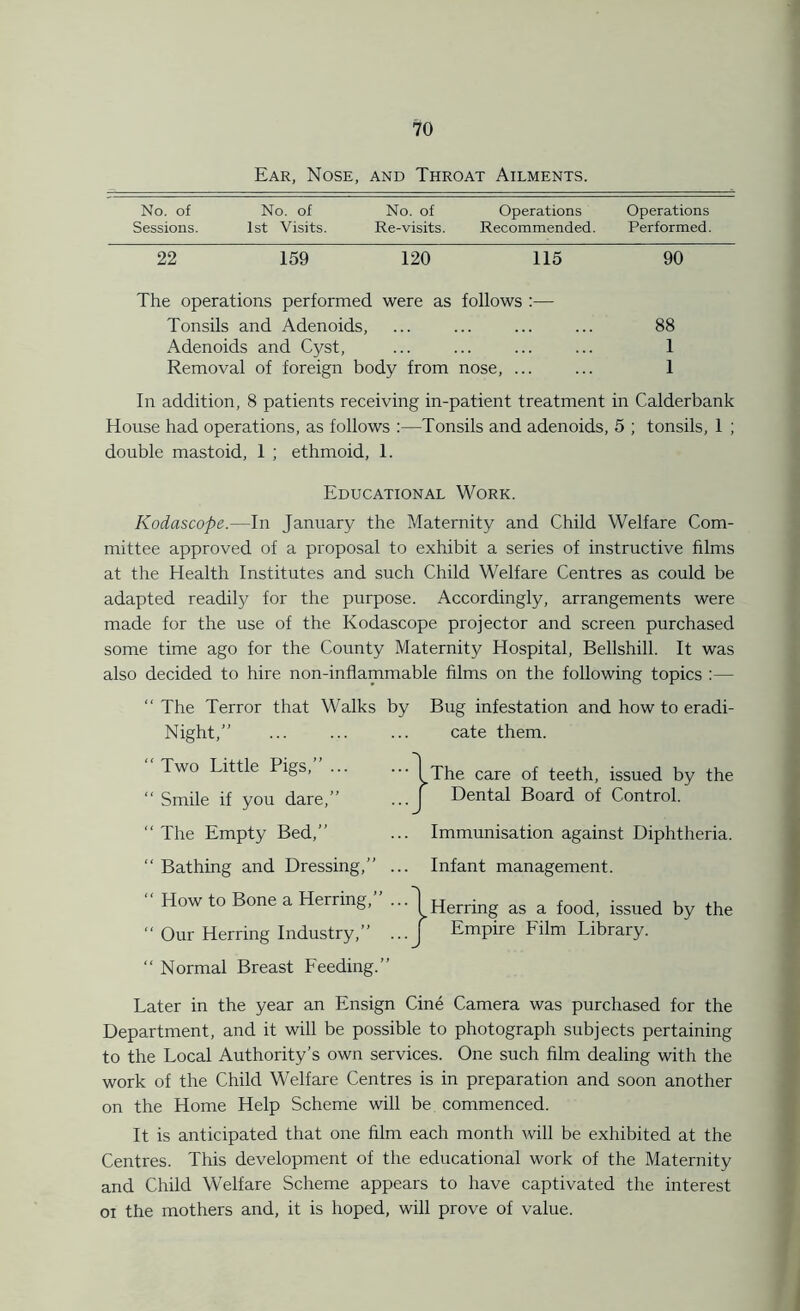 70
Ear, Nose, and Throat Ailments.
No. of No. of No. of Operations Operations
Sessions. 1st Visits. Re-visits. Recommended. Performed.
22 159 120 115 90
The operations performed were as follows :—
Tonsils and Adenoids, ... ... ... ... 88
Adenoids and Cyst, ... ... ... ... 1
Removal of foreign body from nose, ... ... 1
In addition, 8 patients receiving in-patient treatment in Calderbank
House had operations, as follows :—Tonsils and adenoids, 5 ; tonsils, 1 ;
double mastoid, 1 ; ethmoid, 1.
Educational Work.
Kodascope.—In January the Maternity and Child Welfare Com-
mittee approved of a proposal to exhibit a series of instructive films
at the Health Institutes and such Child Welfare Centres as could be
adapted readily for the purpose. Accordingly, arrangements were
made for the use of the Kodascope projector and screen purchased
some time ago for the County Maternity Hospital, Bellshill. It was
also decided to hire non-inflammable films on the following topics :—
“ The Terror that Walks by Bug infestation and how to eradi-
Night,” ... ... ... cate them.
“ Two Little Pigs,” ... ... } The care of teeth, issued by the
“ Smile if you dare,” ... } Dental Board of Control.
“ The Empty Bed,” ... Immunisation against Diphtheria.
“ Bathing and Dressing,” ... Infant management.
“ How to Bone a Herring,” ... } Herring as a food, issued by the
“ Our Herring Industry,” ... } Empire Film Library.
“ Normal Breast Feeding.”
Later in the year an Ensign Ciné Camera was purchased for the
Department, and it will be possible to photograph subjects pertaining
to the Local Authority’s own services. One such film dealing with the
work of the Child Welfare Centres is in preparation and soon another
on the Home Help Scheme will be commenced.
It is anticipated that one film each month will be exhibited at the
Centres. This development of the educational work of the Maternity
and Child Welfare Scheme appears to have captivated the interest
oı the mothers and, it is hoped, will prove of value.